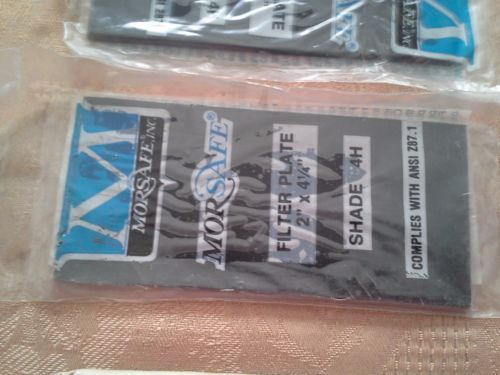 M
MORSAFE, INC.
MORSAFE
FILTER PLATE
2" x 4¼"
SHADE #4H
COMPLIES WITH ANSI Z87.1
M